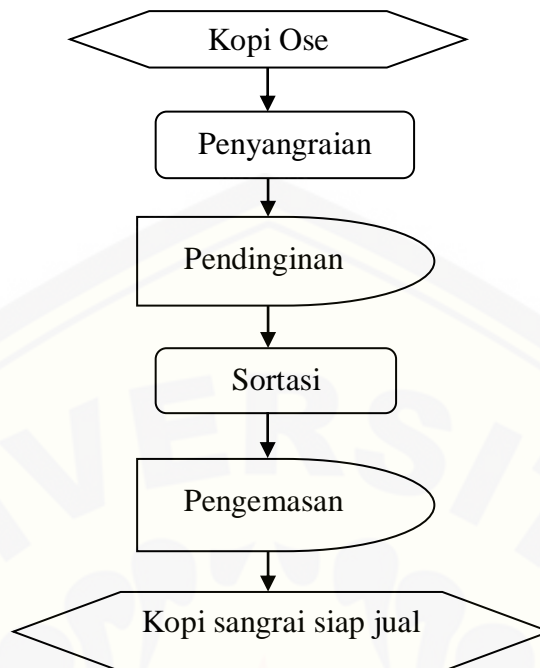 Kopi Ose
Penyangraian
Pendinginan
Sortasi
Pengemasan
Kopi sangrai siap jual